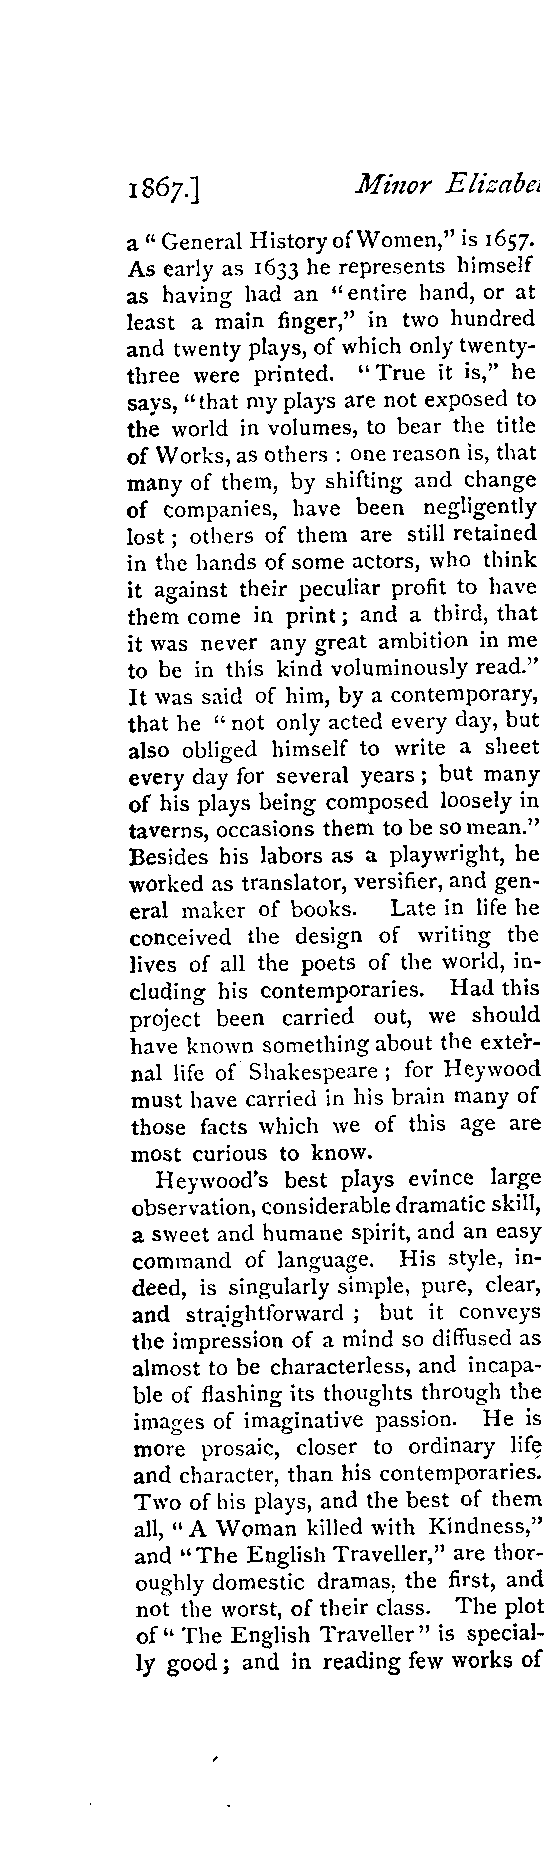 1867.] Minor Elizabe
a “ General History of Women,” is 1657.
As early as 1633 he represents himself
as having had an “entire hand, or at
least a main finger,” in two hundred
and twenty plays, of which only twenty-
three were printed. “True it is,” he
says, “that my plays are not exposed to
the world in volumes, to bear the title
of Works, as others : one reason is, that
many of them, by shifting and change
of companies, have been negligently
lost ; others of them are still retained
in the hands of some actors, who think
it against their peculiar profit to have
them come in print ; and a third, that
it was never any great ambition in me
to be in this kind voluminously read.”
It was said of him, by a contemporary,
that he “ not only acted every day, but
also obliged himself to write a sheet
every day for several years ; but many
of his plays being composed loosely in
taverns, occasions them to be so mean.”
Besides his labors as a playwright, he
worked as translator, versifier, and gen-
eral maker of books. Late in life he
conceived the design of writing the
lives of all the poets of the world, in-
cluding his contemporaries. Had this
project been carried out, we should
have known something about the exter-
nal life of Shakespeare ; for Heywood
must have carried in his brain many of
those facts which we of this age are
most curious to know.
Heywood’s best plays evince large
observation, considerable dramatic skill,
a sweet and humane spirit, and an easy
command of language. His style, in-
deed, is singularly simple, pure, clear,
and straightforward ; but it conveys
the impression of a mind so diffused as
almost to be characterless, and incapa-
ble of flashing its thoughts through the
images of imaginative passion. He is
more prosaic, closer to ordinary life
and character, than his contemporaries.
Two of his plays, and the best of them
all, “ A Woman killed with Kindness,”
and “The English Traveller,” are thor-
oughly domestic dramas, the first, and
not the worst, of their class. The plot
of “ The English Traveller” is special-
ly good ; and in reading few works of